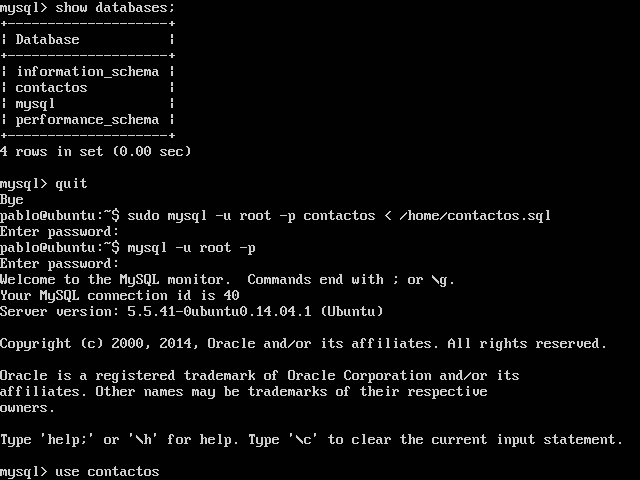 mysql> show databases;
+--------------------+
| Database           |
+--------------------+
| information_schema |
| contactos          |
| mysql              |
| performance_schema |
+--------------------+
4 rows in set (0.00 sec)
mysql> quit
Bye
pablo@ubuntu:~$ sudo mysql -u root -p contactos < /home/contactos.sql
Enter password:
pablo@ubuntu:~$ mysql -u root -p
Enter password:
Welcome to the MySQL monitor.  Commands end with ; or \g.
Your MySQL connection id is 40
Server version: 5.5.41-0ubuntu0.14.04.1 (Ubuntu)
Copyright (c) 2000, 2014, Oracle and/or its affiliates. All rights reserved.
Oracle is a registered trademark of Oracle Corporation and/or its
affiliates. Other names may be trademarks of their respective
owners.
Type 'help;' or '\h' for help. Type '\c' to clear the current input statement.
mysql> use contactos